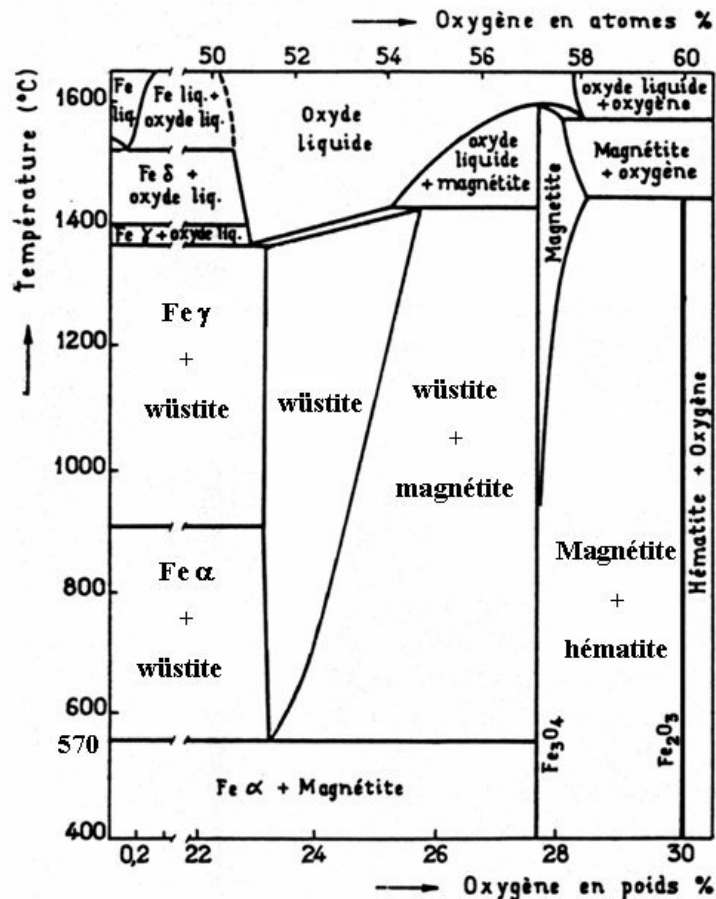 Oxygène en atomes %
50 52 54 56 57 58 60
Température (°C)
1600
1400
1200
1000
800
600
570
400
Fe
liq.
Fe liq.+
oxyde liq.
Oxyde
liquide
oxyde liquide
+oxygène
Fe δ +
oxyde liq.
oxyde
liquide
+ magnétite
Magnétite
+ oxygène
Fe γ + oxyde liq.
Magnetite
Fe γ
+
wüstite
wüstite
wüstite
+
magnétite
Fe α
+
wüstite
Magnétite
+
hématite
Hématite + Oxygène
Fe₃O₄
Fe₂O₃
Fe α + Magnétite
0,2 22 24 26 28 30
Oxygène en poids %